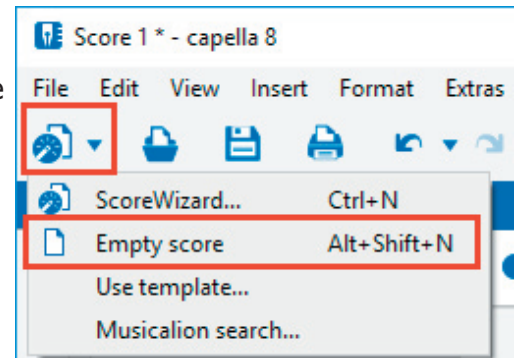 Score 1 * - capella 8
e File Edit View Insert Format Extras
ScoreWizard... Ctrl+N
Empty score Alt+Shift+N
Use template...
Musicalion search...